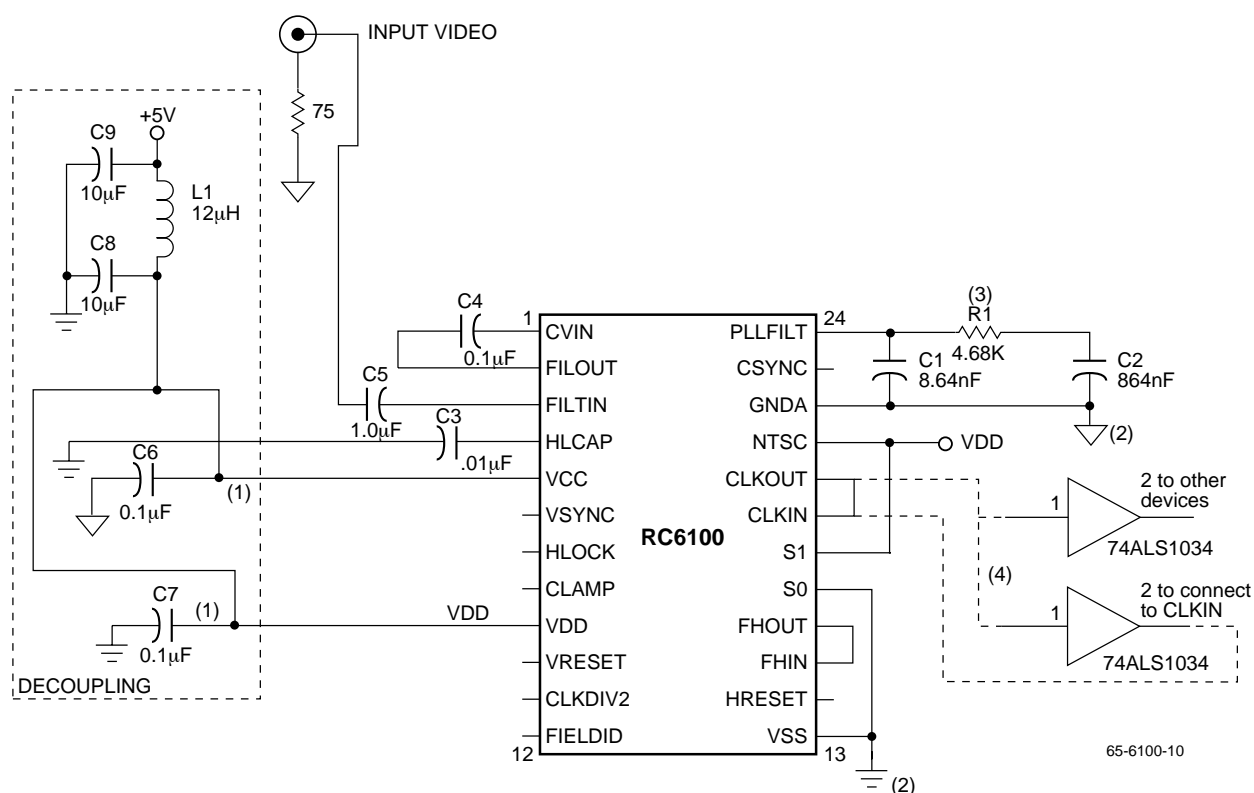 INPUT VIDEO
75
+5V
C9
10μF
L1
12μH
C8
10μF
C4
0.1μF
C5
1.0μF
C3
.01μF
C6
0.1μF
(1)
C7
(1)
0.1μF
VDD
DECOUPLING
1
CVIN
FILOUT
FILTIN
HLCAP
VCC
VSYNC
HLOCK
CLAMP
VDD
VRESET
CLKDIV2
FIELDID
12
RC6100
24
PLLFILT
CSYNC
GNDA
NTSC
CLKOUT
CLKIN
S1
S0
FHOUT
FHIN
HRESET
VSS
13
(3)
R1
4.68K
C1
8.64nF
C2
864nF
(2)
VDD
1
2 to other
devices
74ALS1034
(4)
1
2 to connect
to CLKIN
74ALS1034
(2)
65-6100-10